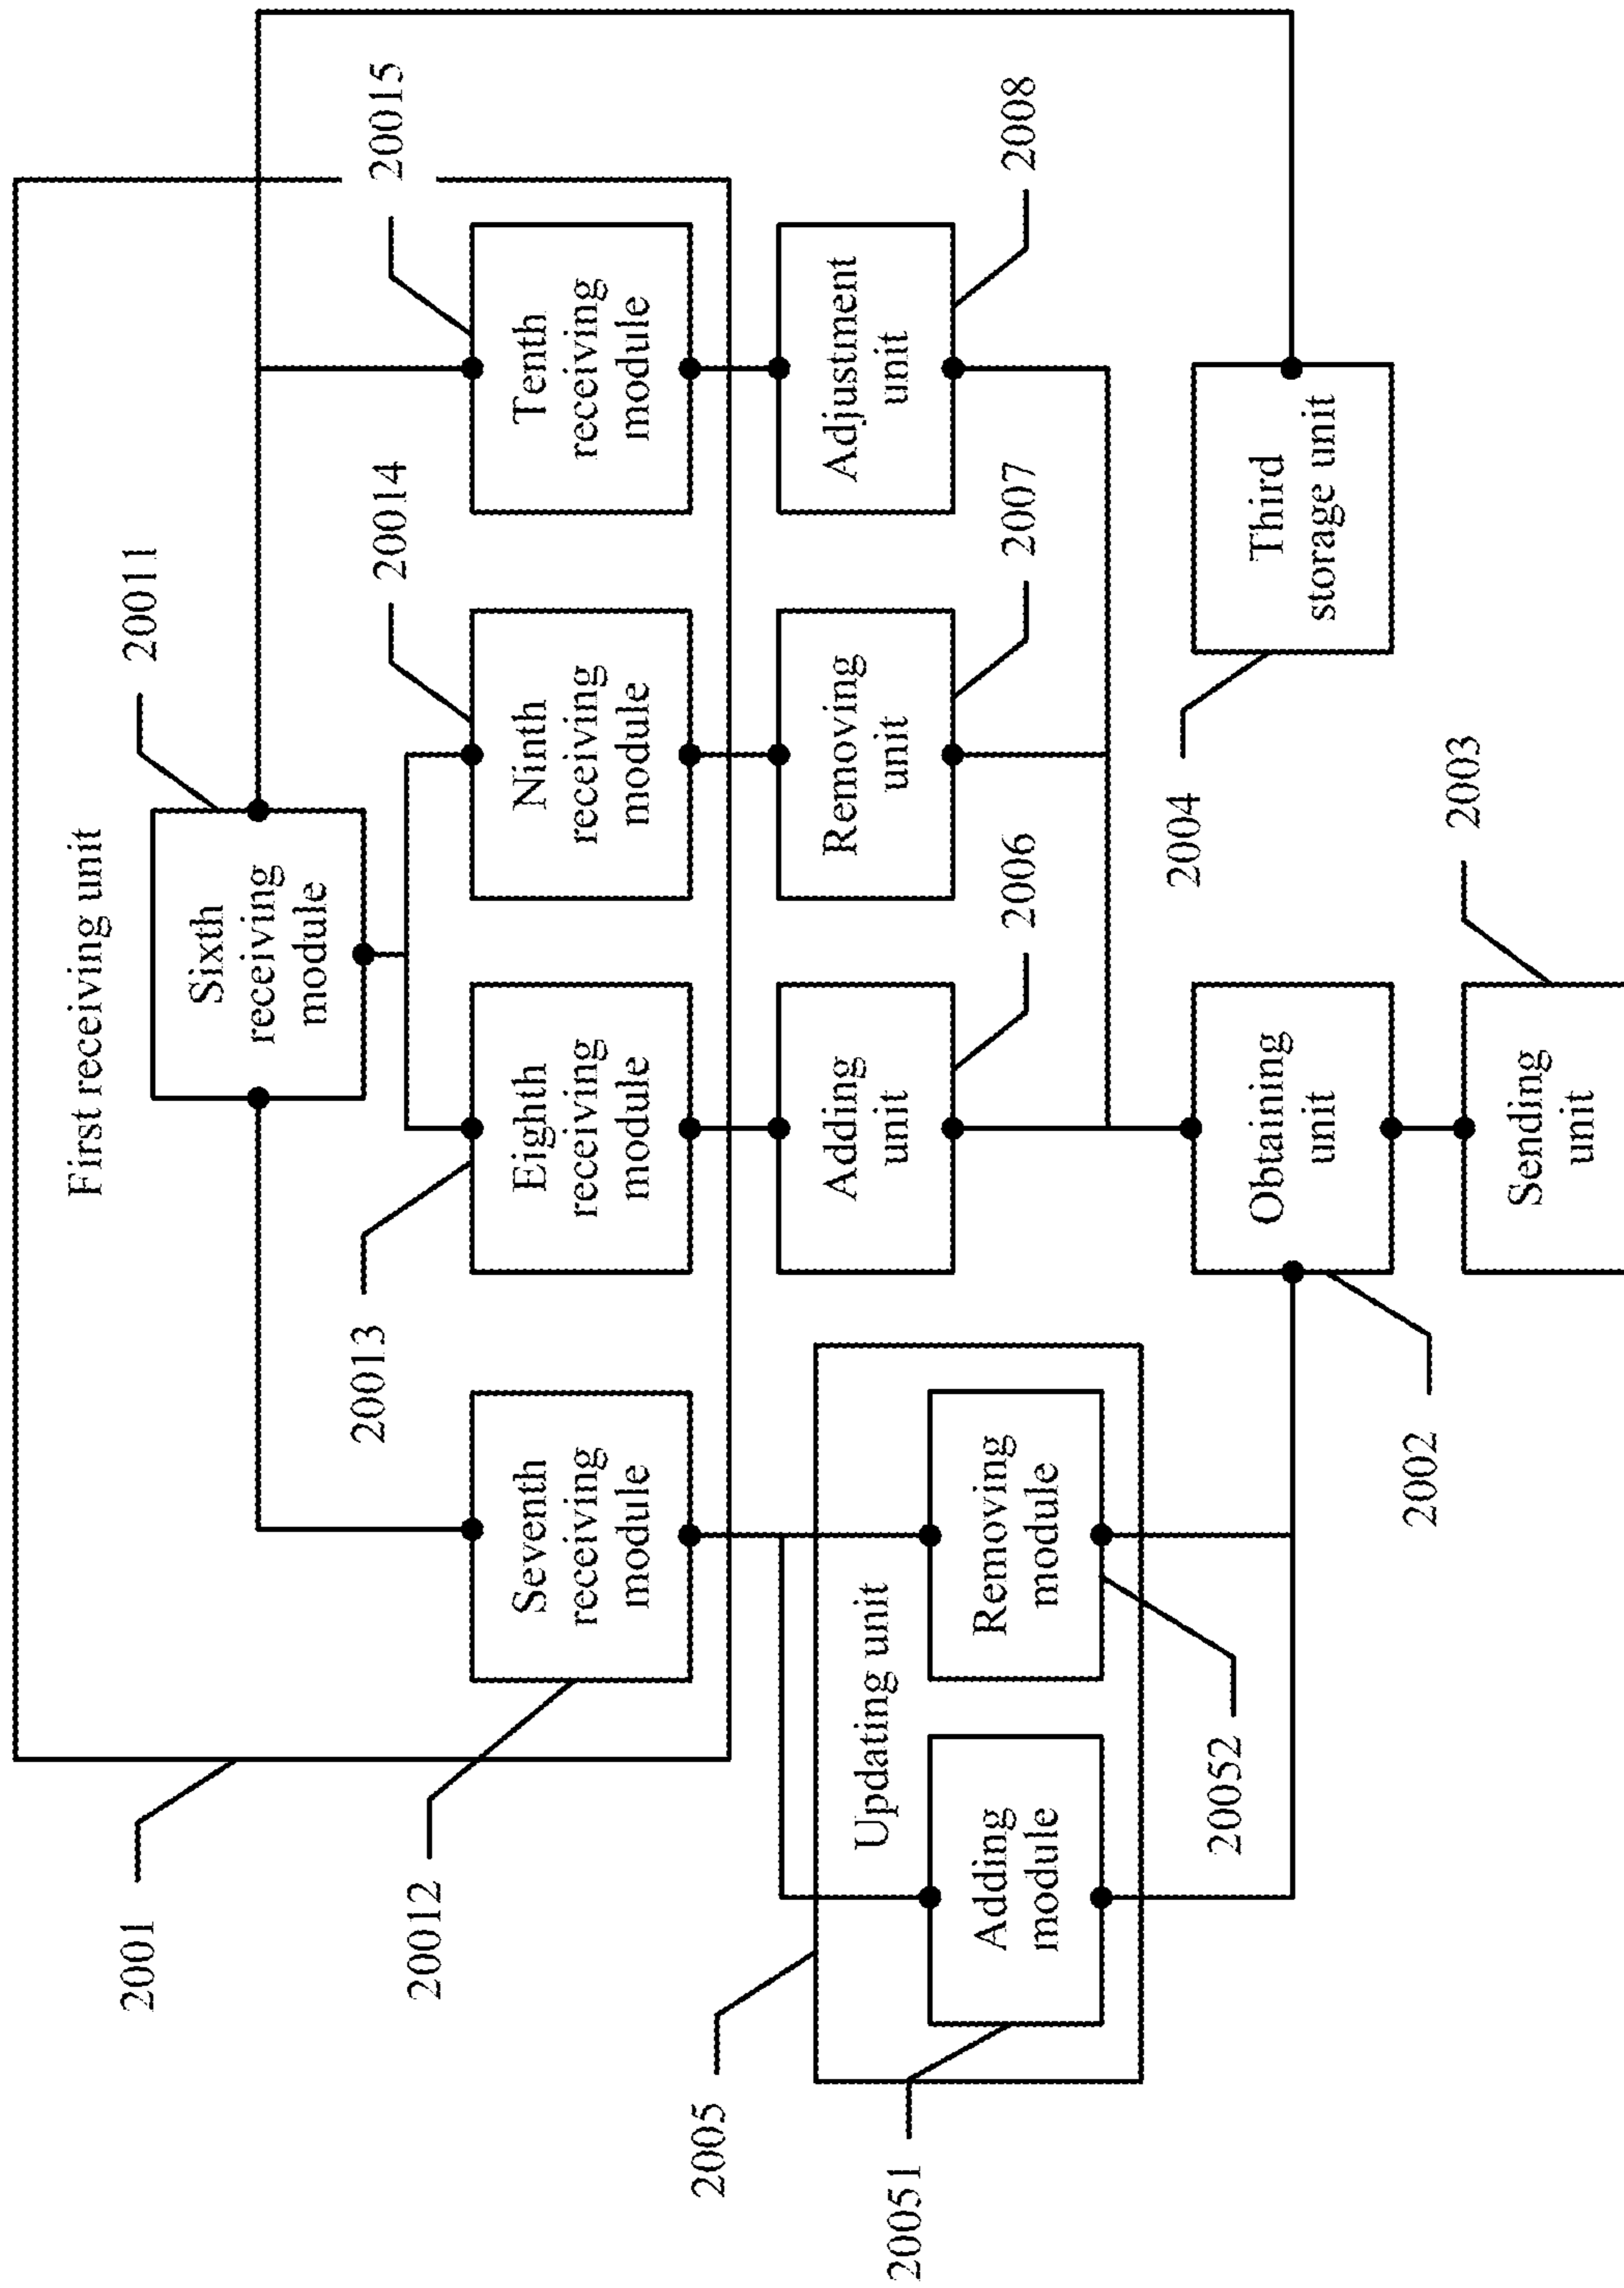 First receiving unit
2001
20011
Sixth
receiving
module
20012
20013
20014
20015
Seventh
receiving
module
Eighth
receiving
module
Ninth
receiving
module
Tenth
receiving
module
2005
Updating unit
20051
Adding
module
20052
Removing
module
2006
Adding
unit
2007
Removing
unit
2008
Adjustment
unit
2002
Obtaining
unit
2004
Third
storage unit
2003
Sending
unit